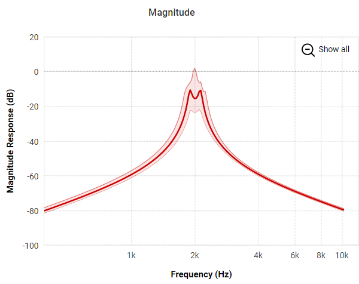 Magnitude
Show all
20
0
-20
-40
-60
-80
-100
Magnitude Response (dB)
1k 2k 4k 6k 8k 10k
Frequency (Hz)